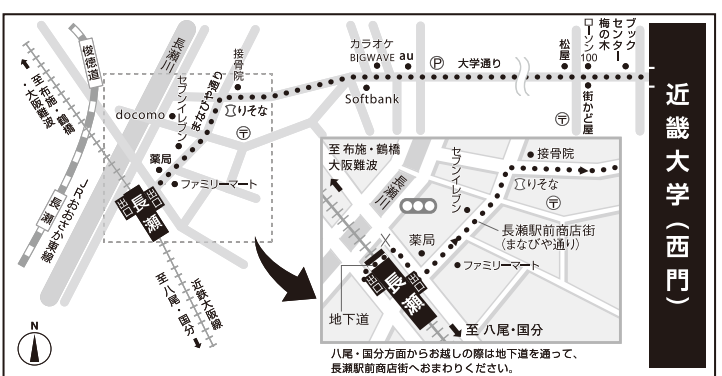 俊徳道
至布施・鶴橋
・大阪難波
長瀬川
接骨院
まなびや通り
セブンイレブン
docomo
りそな
薬局
ファミリーマート
JRおおさか東線
長瀬
出口
長瀬
出口
近鉄大阪線
至八尾・国分
N
カラオケ
BIGWAVE
au
P
大学通り
Softbank
松屋
ローソン100
梅の木
ブックセンター
街かど屋
近畿大学(西門)
至 布施・鶴橋
大阪難波
長瀬川
セブンイレブン
接骨院
りそな
長瀬駅前商店街
(まなびや通り)
薬局
ファミリーマート
出口
長瀬
出口
地下道
至 八尾・国分
八尾・国分方面からお越しの際は地下道を通って、
長瀬駅前商店街へおまわりください。